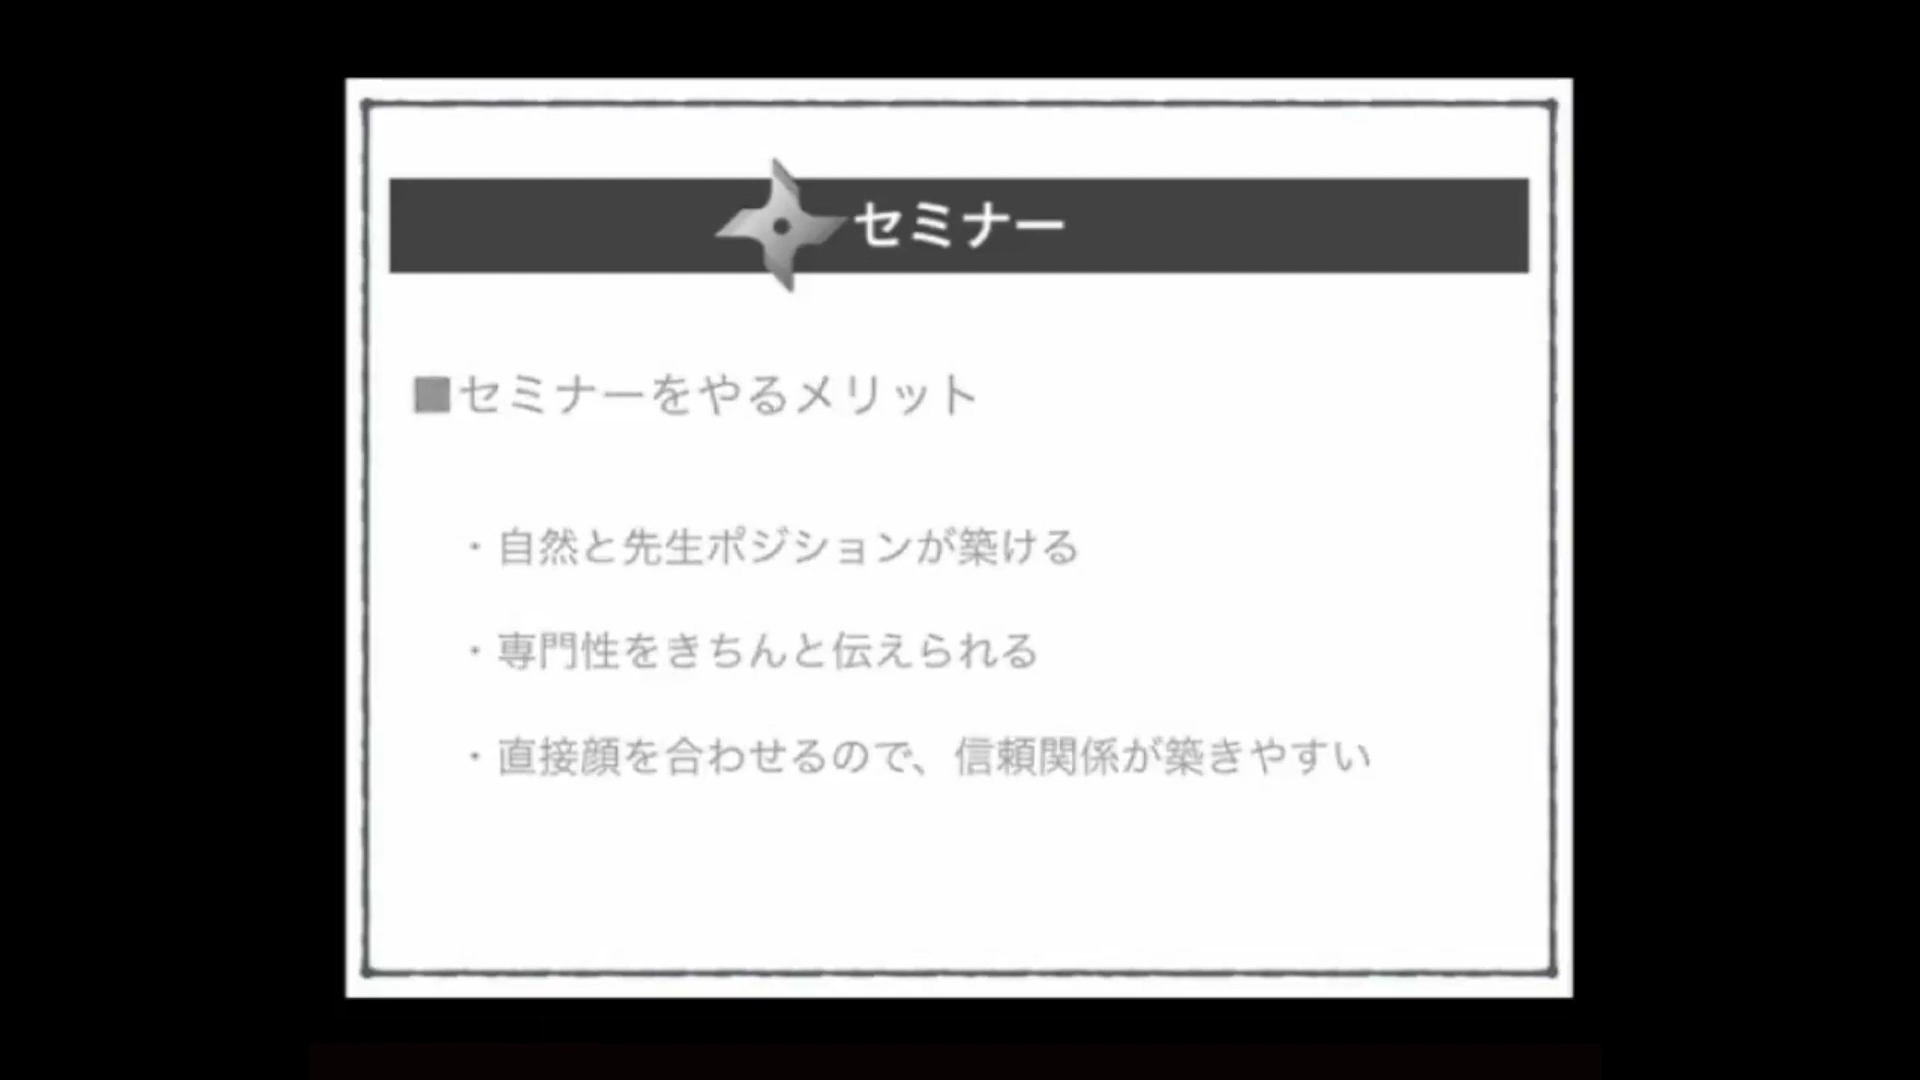 セミナー
■セミナーをやるメリット
・自然と先生ポジションが築ける
・専門性をきちんと伝えられる
・直接顔を合わせるので、信頼関係が築きやすい